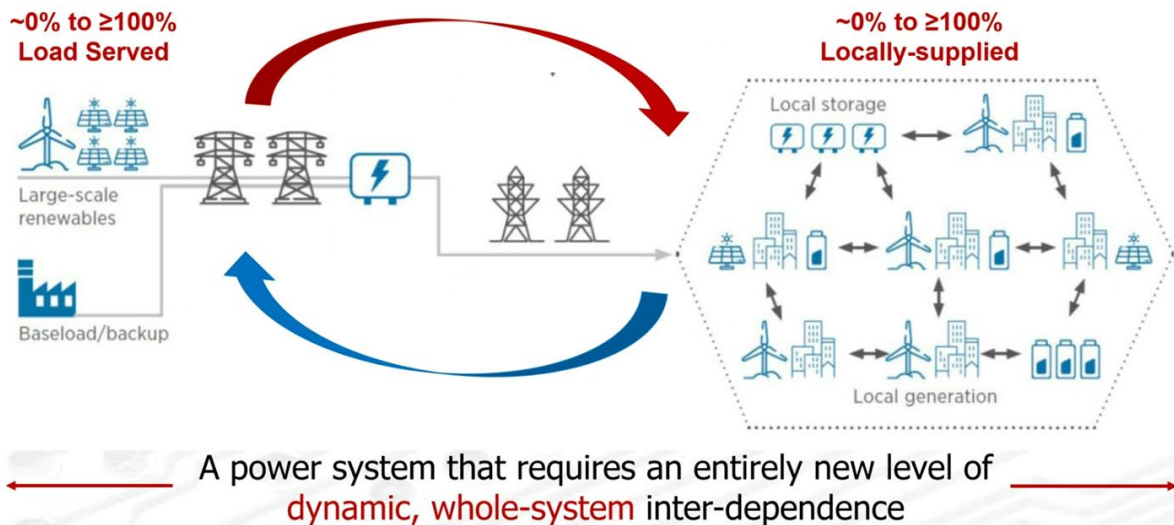 ~0% to ≥100%
Load Served
~0% to ≥100%
Locally-supplied
Local storage
Large-scale
renewables
Baseload/backup
Local generation
A power system that requires an entirely new level of
dynamic, whole-system inter-dependence